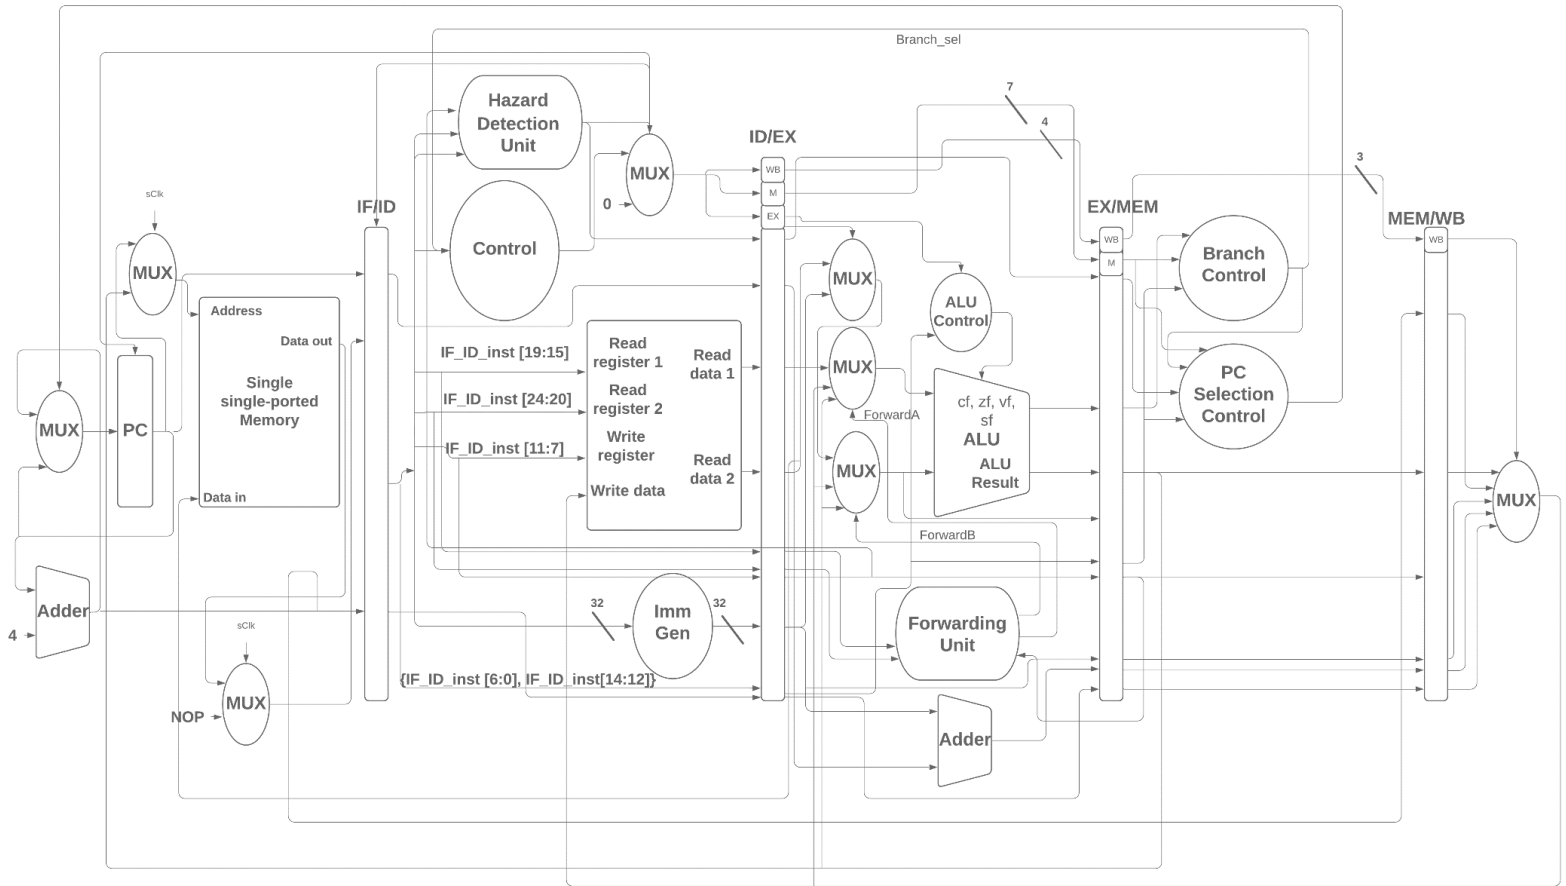 Branch_sel
7
4
Hazard
Detection
Unit
ID/EX
WB
M
EX
MUX
0
3
sClk
IF/ID
EX/MEM
MEM/WB
WB
M
WB
Control
Branch
Control
MUX
MUX
ALU
Control
Address
Data out
Single
single-ported
Memory
Data in
IF_ID_inst [19:15]
IF_ID_inst [24:20]
IF_ID_inst [11:7]
Read
register 1
Read
register 2
Write
register
Write data
Read
data 1
Read
data 2
MUX
PC
Selection
Control
MUX
PC
ForwardA
cf, zf, vf,
sf
ALU
ALU
Result
MUX
MUX
ForwardB
Adder
4
32
Imm
Gen
32
Forwarding
Unit
sClk
MUX
NOP
{IF_ID_inst [6:0], IF_ID_inst[14:12]}
Adder